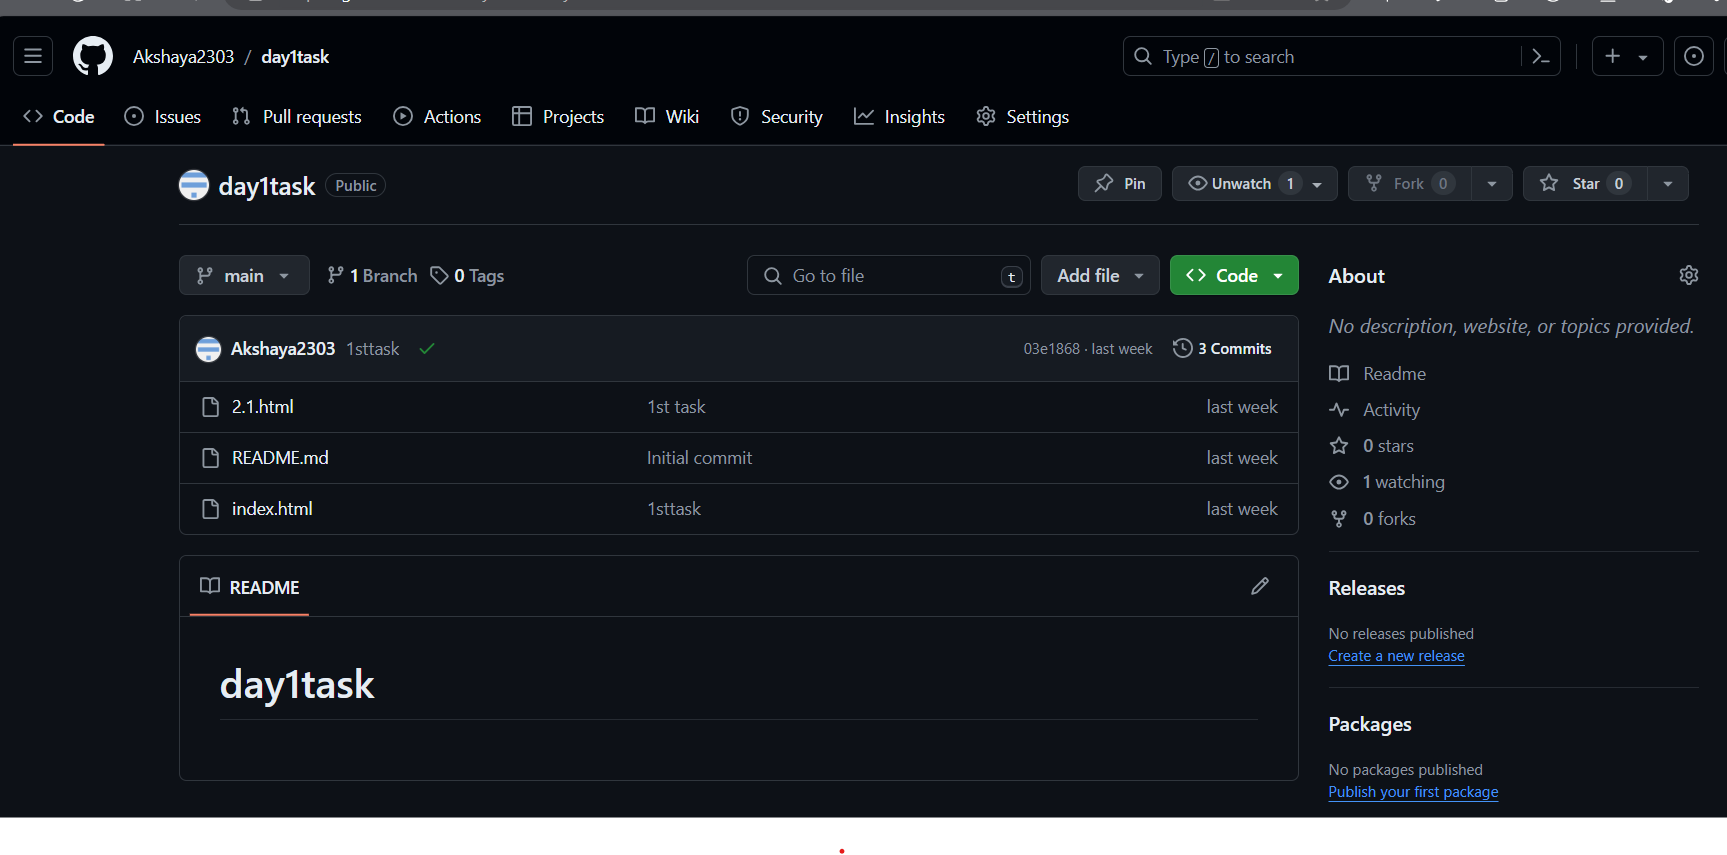 Akshaya2303 / day1task
Type / to search
Code Issues Pull requests Actions Projects Wiki Security Insights Settings
day1task Public
Pin Unwatch 1 Fork 0 Star 0
main 1 Branch 0 Tags Go to file t Add file Code
Akshaya2303 1sttask 03e1868 · last week 3 Commits
2.1.html 1st task last week
README.md Initial commit last week
index.html 1sttask last week
README
day1task
About
No description, website, or topics provided.
Readme
Activity
0 stars
1 watching
0 forks
Releases
No releases published
Create a new release
Packages
No packages published
Publish your first package